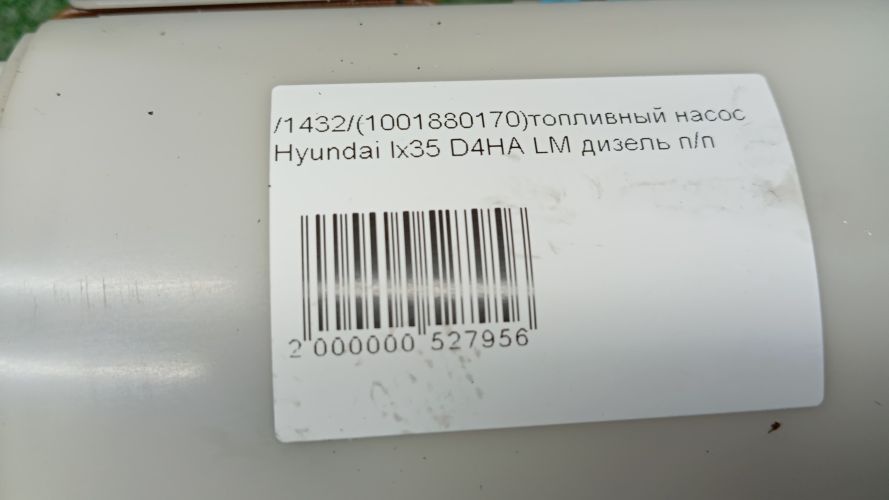 /1432/(1001880170)топливный насос
Hyundai Ix35 D4HA LM дизель п/п
2 000000 527956